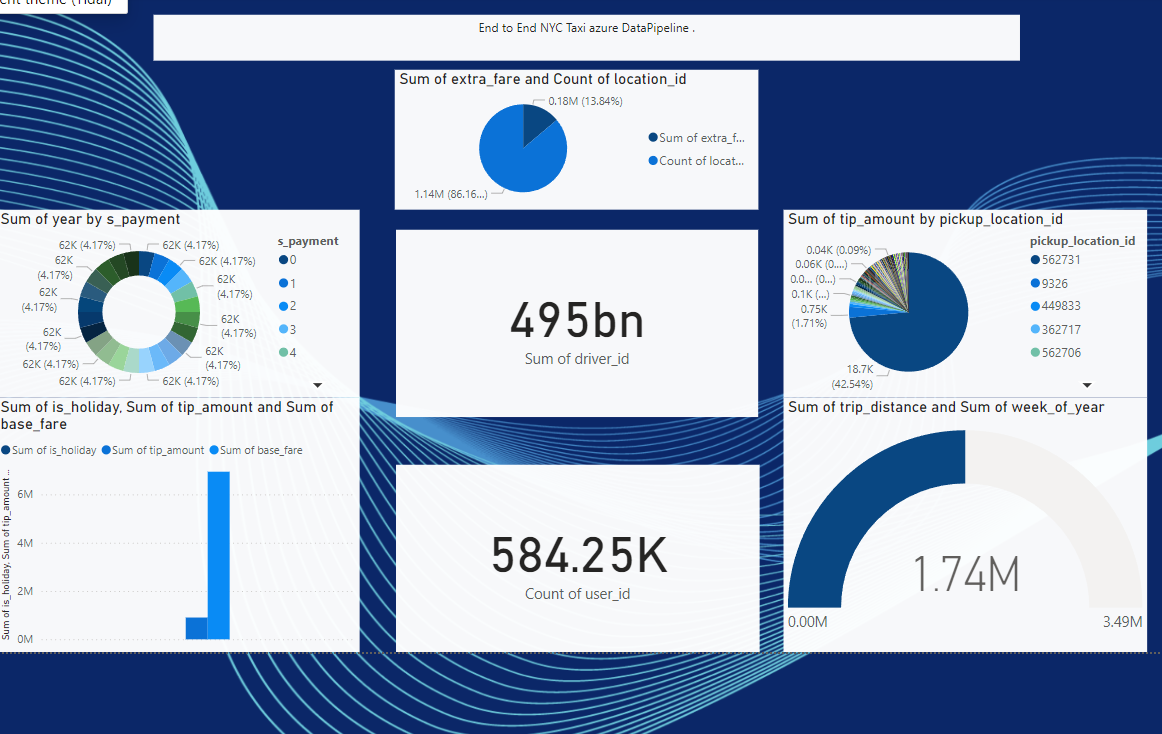 ent theme (Tidal)
End to End NYC Taxi azure DataPipeline .
Sum of extra_fare and Count of location_id
0.18M (13.84%)
Sum of extra_f...
Count of locat...
1.14M (86.16...)
Sum of year by s_payment
62K (4.17%)
62K (4.17%)
62K
(4.17%)
62K (4.17%)
62K
(4.17%)
62K
(4.17%)
62K
(4.17%)
62K
(4.17%)
62K
(4.17%)
62K (4.17%)
62K (4.17%)
62K (4.17%)
s_payment
0
1
2
3
4
495bn
Sum of driver_id
Sum of tip_amount by pickup_location_id
0.04K (0.09%)
0.06K (0....)
0.0... (0...)
0.1K (...)
0.75K
(1.71%)
18.7K
(42.54%)
pickup_location_id
562731
9326
449833
362717
562706
Sum of is_holiday, Sum of tip_amount and Sum of
base_fare
Sum of is_holiday
Sum of tip_amount
Sum of base_fare
Sum of is_holiday, Sum of tip_amount ...
6M
4M
2M
0M
584.25K
Count of user_id
Sum of trip_distance and Sum of week_of_year
1.74M
0.00M
3.49M